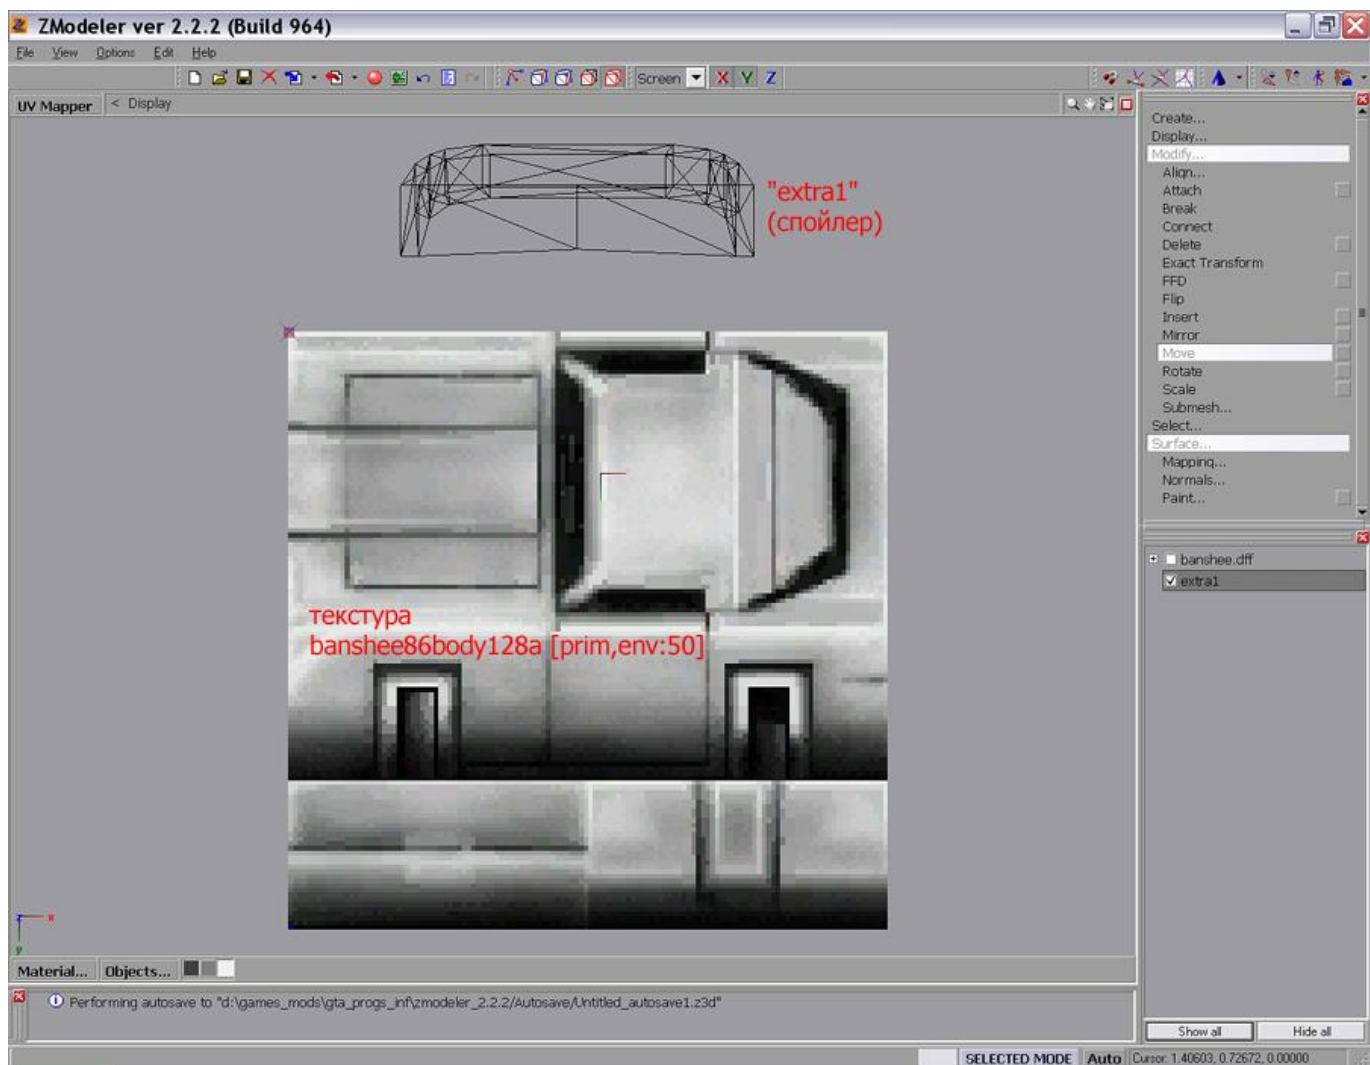 ZModeler ver 2.2.2 (Build 964)
File View Options Edit Help
Screen X Y Z
UV Mapper < Display
"extra1"
(спойлер)
текстура
banshee86body128a [prim,env:50]
Create...
Display...
Modify...
Align...
Attach
Break
Connect
Delete
Exact Transform
FFD
Flip
Insert
Mirror
Move
Rotate
Scale
Submesh...
Select...
Surface...
Mapping...
Normals...
Paint...
banshee.dff
extra1
z x
y
Material... Objects...
Performing autosave to "d:\games_mods\gta_progs_inf\zmodeler_2.2.2/Autosave/Untitled_autosave1.z3d"
Show all Hide all
SELECTED MODE Auto Cursor: 1.40603, 0.72672, 0.00000